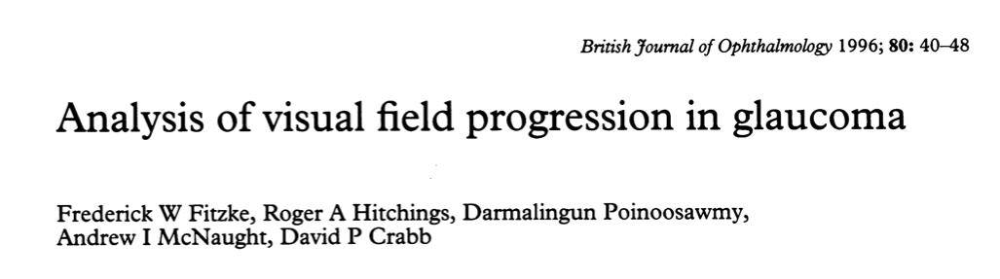 British Journal of Ophthalmology 1996; 80: 40–48
Analysis of visual field progression in glaucoma
Frederick W Fitzke, Roger A Hitchings, Darmalingun Poinoosawmy,
Andrew I McNaught, David P Crabb